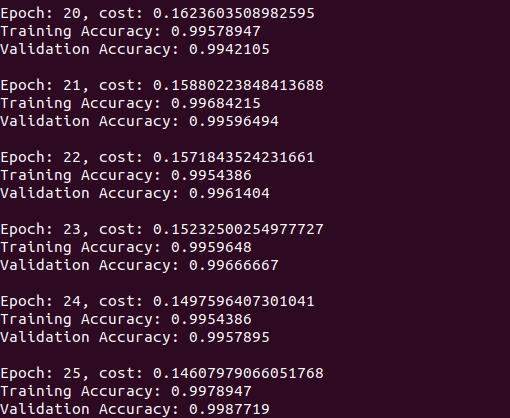 Epoch: 20, cost: 0.1623603508982595
Training Accuracy: 0.99578947
Validation Accuracy: 0.9942105
Epoch: 21, cost: 0.15880223848413688
Training Accuracy: 0.99684215
Validation Accuracy: 0.99596494
Epoch: 22, cost: 0.1571843524231661
Training Accuracy: 0.9954386
Validation Accuracy: 0.9961404
Epoch: 23, cost: 0.15232500254977727
Training Accuracy: 0.9959648
Validation Accuracy: 0.99666667
Epoch: 24, cost: 0.1497596407301041
Training Accuracy: 0.9954386
Validation Accuracy: 0.9957895
Epoch: 25, cost: 0.14607979066051768
Training Accuracy: 0.9978947
Validation Accuracy: 0.9987719